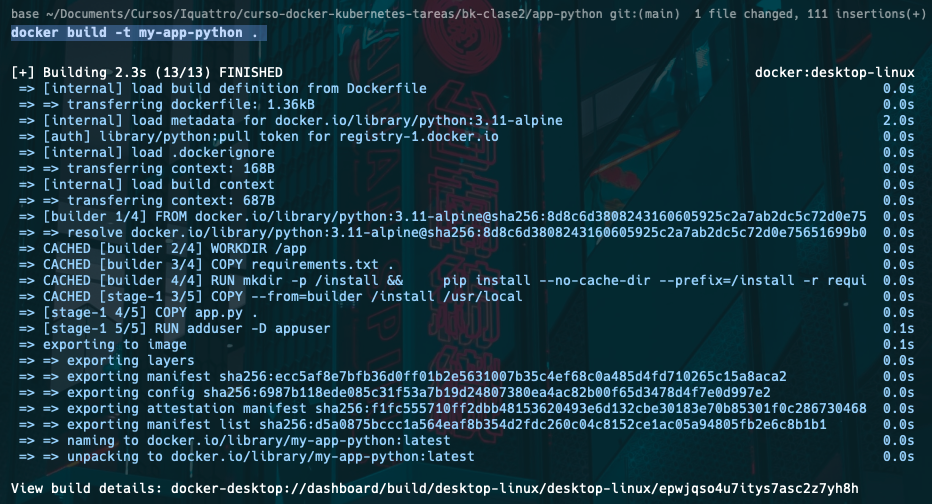 base ~/Documents/Cursos/Iquattro/curso-docker-kubernetes-tareas/bk-clase2/app-python git:(main)  1 file changed, 111 insertions(+)
docker build -t my-app-python .
[+] Building 2.3s (13/13) FINISHED docker:desktop-linux
=> [internal] load build definition from Dockerfile 0.0s
=> => transferring dockerfile: 1.36kB 0.0s
=> [internal] load metadata for docker.io/library/python:3.11-alpine 2.0s
=> [auth] library/python:pull token for registry-1.docker.io 0.0s
=> [internal] load .dockerignore 0.0s
=> => transferring context: 168B 0.0s
=> [internal] load build context 0.0s
=> => transferring context: 687B 0.0s
=> [builder 1/4] FROM docker.io/library/python:3.11-alpine@sha256:8d8c6d3808243160605925c2a7ab2dc5c72d0e75 0.0s
=> => resolve docker.io/library/python:3.11-alpine@sha256:8d8c6d3808243160605925c2a7ab2dc5c72d0e75651699b0 0.0s
=> CACHED [builder 2/4] WORKDIR /app 0.0s
=> CACHED [builder 3/4] COPY requirements.txt . 0.0s
=> CACHED [builder 4/4] RUN mkdir -p /install &&     pip install --no-cache-dir --prefix=/install -r requi 0.0s
=> CACHED [stage-1 3/5] COPY --from=builder /install /usr/local 0.0s
=> [stage-1 4/5] COPY app.py . 0.0s
=> [stage-1 5/5] RUN adduser -D appuser 0.1s
=> exporting to image 0.1s
=> => exporting layers 0.0s
=> => exporting manifest sha256:ecc5af8e7bfb36d0ff01b2e5631007b35c4ef68c0a485d4fd710265c15a8aca2 0.0s
=> => exporting config sha256:6987b118ede085c31f53a7b19d24807380ea4ac82b00f65d3478d4f7e0d997e2 0.0s
=> => exporting attestation manifest sha256:f1fc555710ff2dbb48153620493e6d132cbe30183e70b85301f0c286730468 0.0s
=> => exporting manifest list sha256:d5a0875bccc1a564eaf8b354d2fdc260c04c8152ce1ac05a94805fb2e6c8b1b1 0.0s
=> => naming to docker.io/library/my-app-python:latest 0.0s
=> => unpacking to docker.io/library/my-app-python:latest 0.0s
View build details: docker-desktop://dashboard/build/desktop-linux/desktop-linux/epwjqso4u7itys7asc2z7yh8h